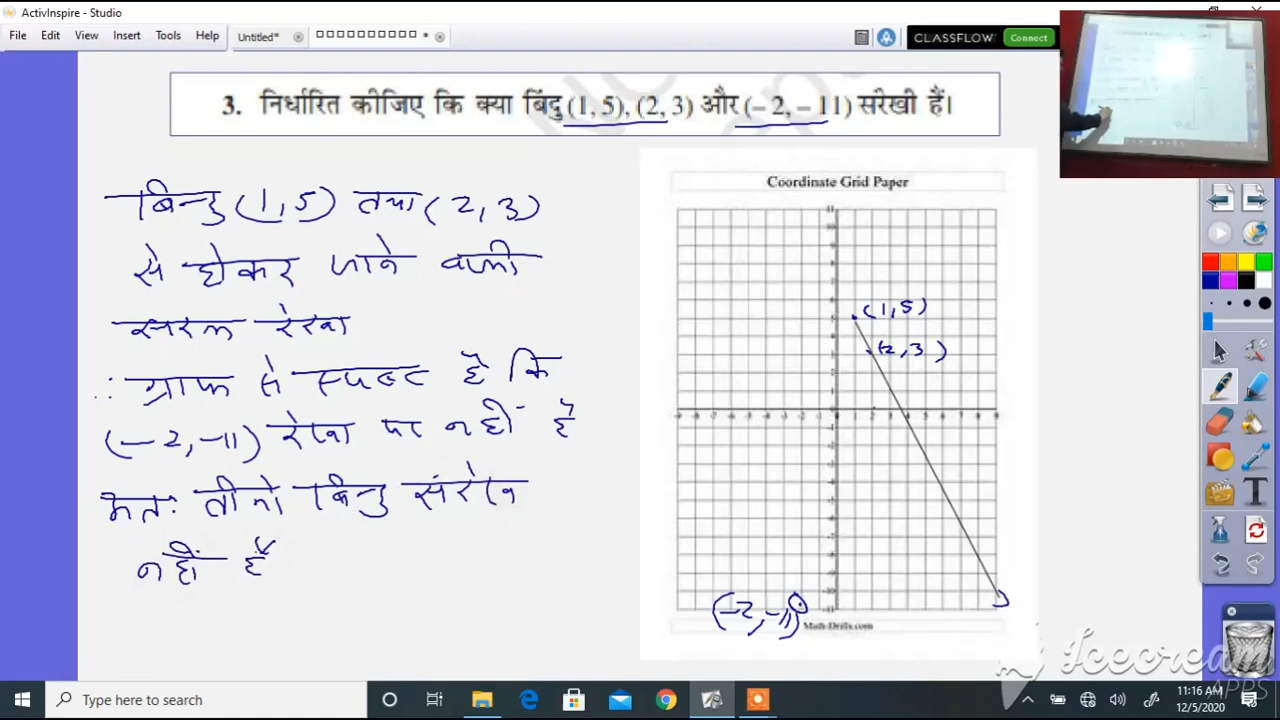 ActivInspire - Studio
File Edit View Insert Tools Help Untitled* * CLASSFLOW Connect
3. निर्धारित कीजिए कि क्या बिंदु (1, 5), (2, 3) और (– 2, – 11) सरेखी हैं।
Coordinate Grid Paper
बिन्दु (1, 5) तथा (2, 3)
से होकर जाने वाली
सरल रेखा
(1, 5)
(2, 3)
∴ ग्राफ से स्पष्ट है कि
(-2, -11) रेखा पर नहीं है
अतः तीनो बिन्दु संरेख
नहीं है
(-2, -11)
Math-Drills.com
Icecream
APPS
Type here to search
11:16 AM
12/5/2020